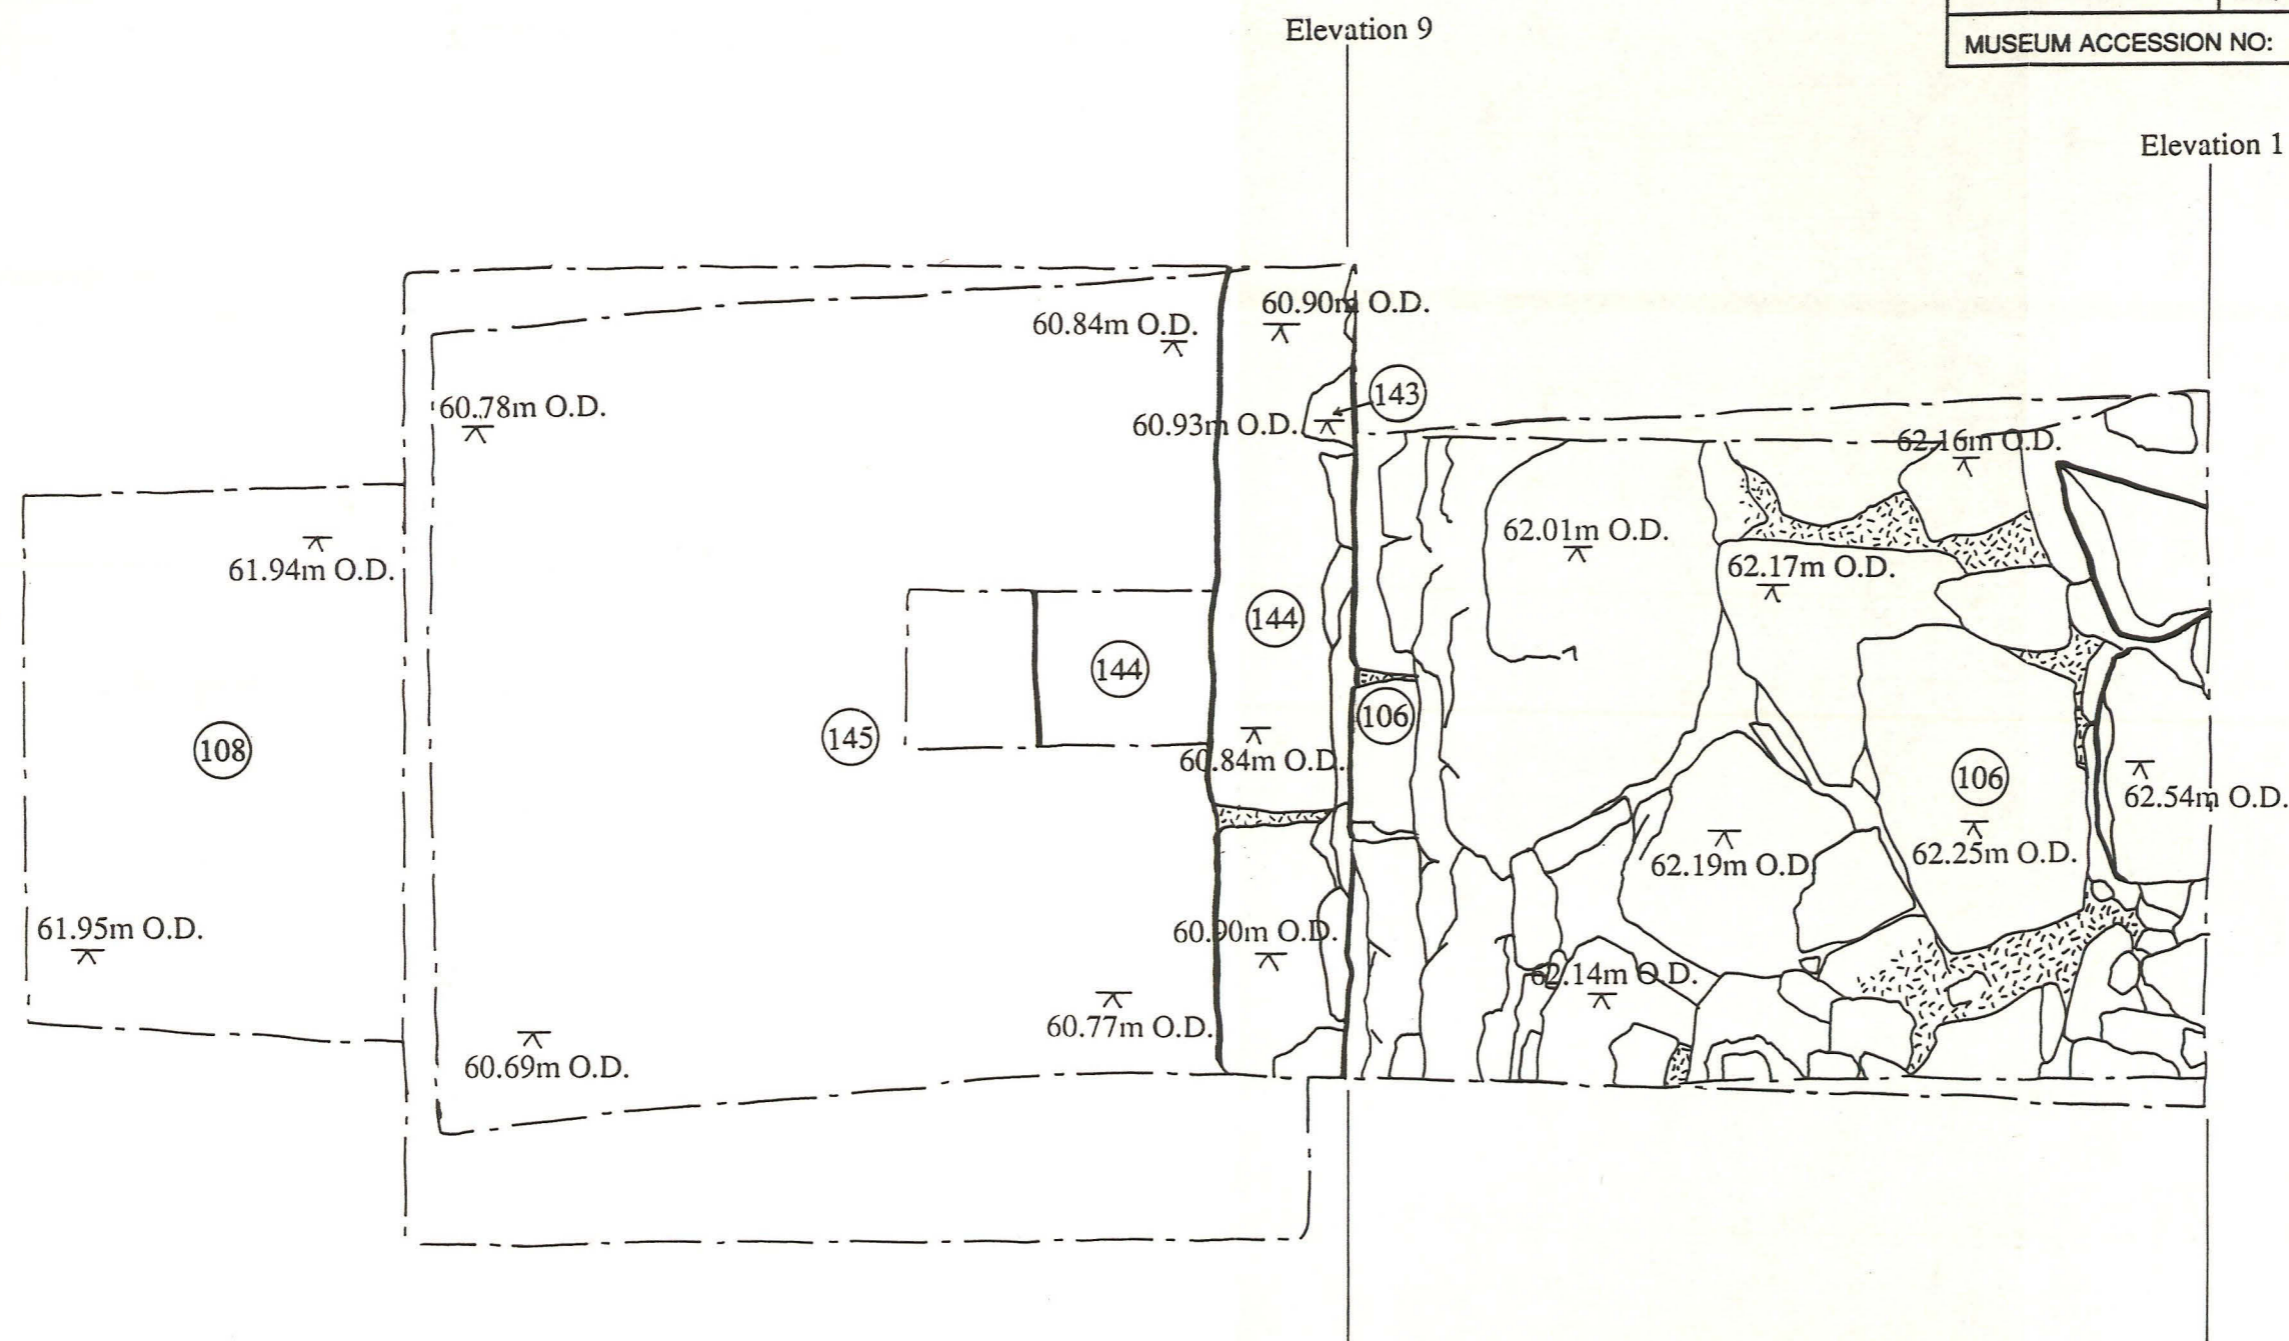 Elevation 9
MUSEUM ACCESSION NO:
Elevation 1
60.90m O.D.
60.84m O.D.
143
60.78m O.D.
60.93m O.D.
62.16m O.D.
62.01m O.D.
61.94m O.D.
62.17m O.D.
144
144
106
145
108
60.84m O.D.
106
62.54m O.D.
62.19m O.D
62.25m O.D.
61.95m O.D.
60.90m O.D.
62.14m O.D.
60.77m O.D.
60.69m O.D.